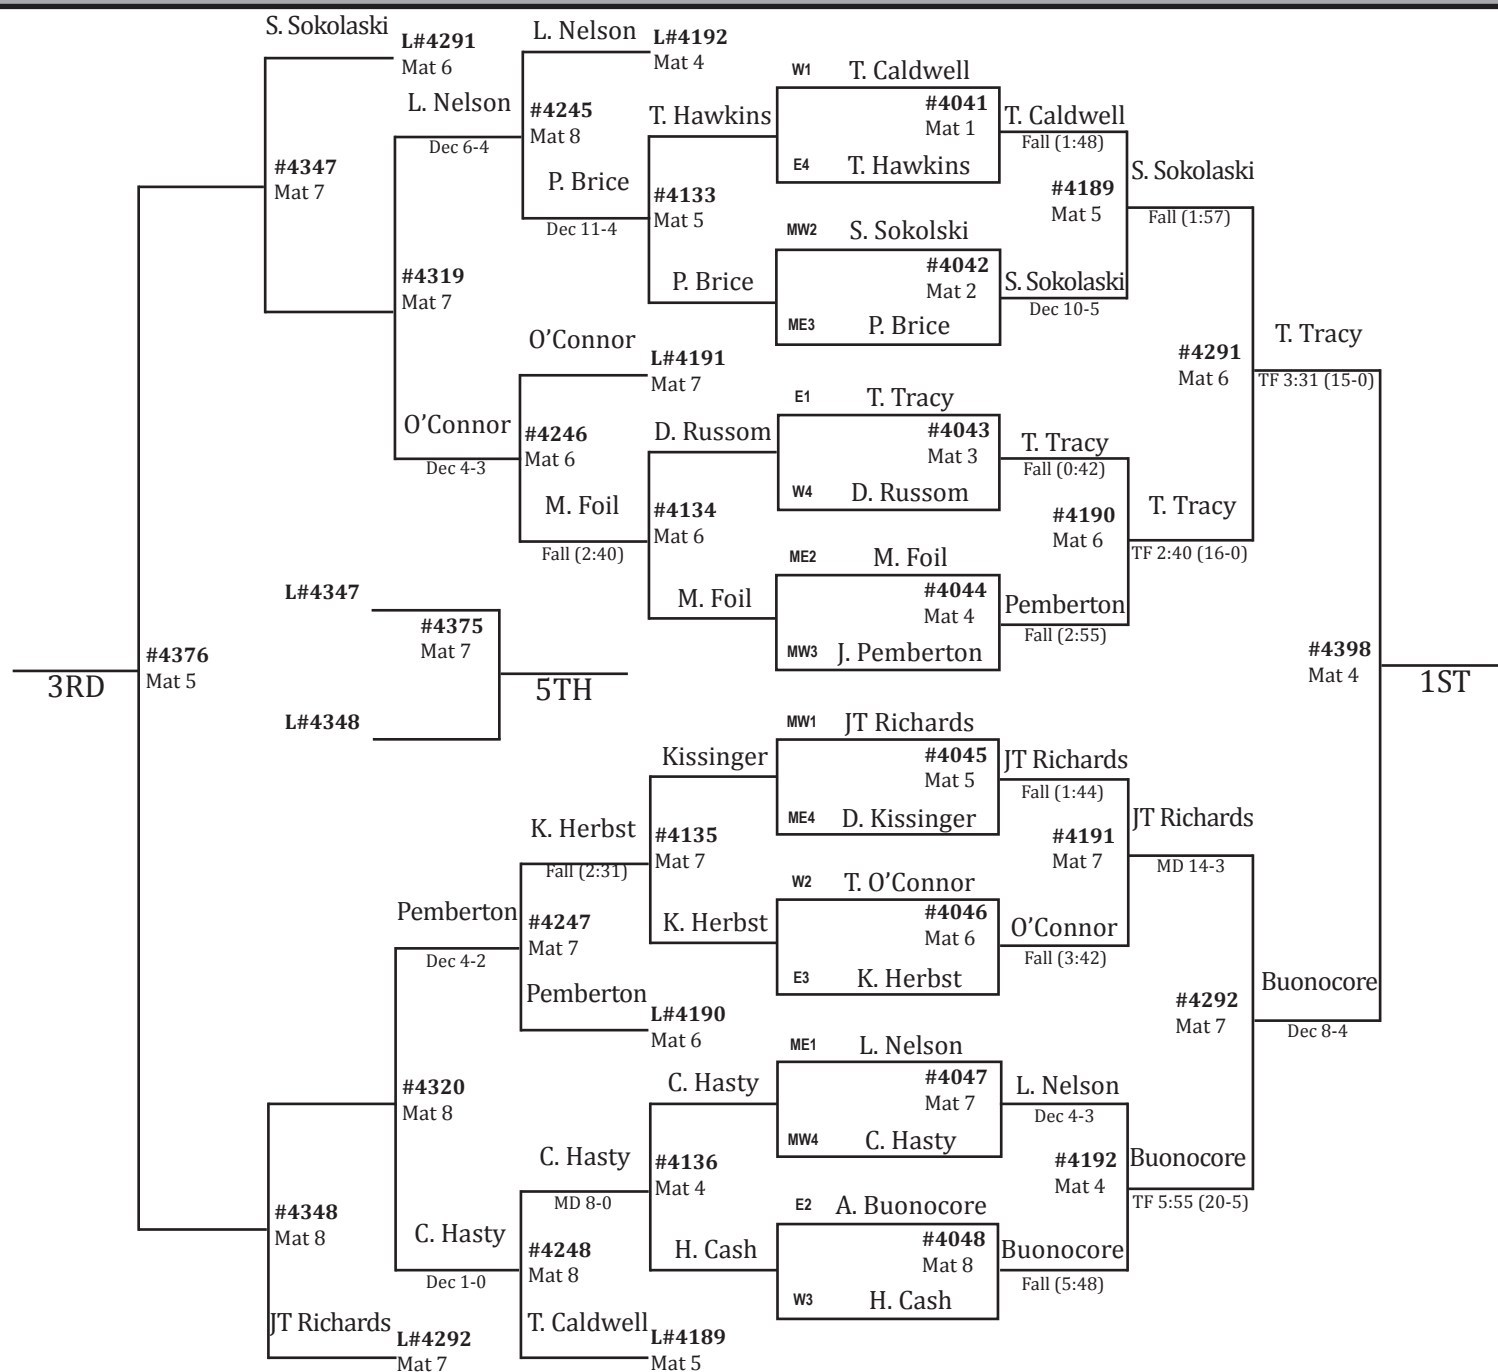 S. Sokolaski
L#4291
Mat 6
L. Nelson
L#4192
Mat 4
W1 T. Caldwell
#4041
Mat 1
E4 T. Hawkins
L. Nelson
Dec 6-4
#4245
Mat 8
T. Hawkins
T. Caldwell
Fall (1:48)
#4347
Mat 7
P. Brice
Dec 11-4
#4133
Mat 5
#4189
Mat 5
S. Sokolaski
Fall (1:57)
MW2 S. Sokolski
#4042
Mat 2
ME3 P. Brice
#4319
Mat 7
P. Brice
S. Sokolaski
Dec 10-5
O’Connor
L#4191
Mat 7
#4291
Mat 6
T. Tracy
TF 3:31 (15-0)
E1 T. Tracy
#4043
Mat 3
W4 D. Russom
O’Connor
Dec 4-3
#4246
Mat 6
D. Russom
T. Tracy
Fall (0:42)
M. Foil
Fall (2:40)
#4134
Mat 6
#4190
Mat 6
T. Tracy
TF 2:40 (16-0)
ME2 M. Foil
#4044
Mat 4
MW3 J. Pemberton
M. Foil
Pemberton
Fall (2:55)
L#4347
#4375
Mat 7
L#4348
5TH
#4376
Mat 5
3RD
#4398
Mat 4
1ST
MW1 JT Richards
#4045
Mat 5
ME4 D. Kissinger
Kissinger
JT Richards
Fall (1:44)
K. Herbst
Fall (2:31)
#4135
Mat 7
#4191
Mat 7
JT Richards
MD 14-3
W2 T. O’Connor
#4046
Mat 6
E3 K. Herbst
Pemberton
Dec 4-2
#4247
Mat 7
K. Herbst
O’Connor
Fall (3:42)
Pemberton
L#4190
Mat 6
#4292
Mat 7
Buonocore
Dec 8-4
ME1 L. Nelson
#4047
Mat 7
MW4 C. Hasty
#4320
Mat 8
C. Hasty
L. Nelson
Dec 4-3
C. Hasty
MD 8-0
#4136
Mat 4
#4192
Mat 4
Buonocore
TF 5:55 (20-5)
E2 A. Buonocore
#4048
Mat 8
W3 H. Cash
#4348
Mat 8
C. Hasty
Dec 1-0
#4248
Mat 8
H. Cash
Buonocore
Fall (5:48)
JT Richards
L#4292
Mat 7
T. Caldwell
L#4189
Mat 5